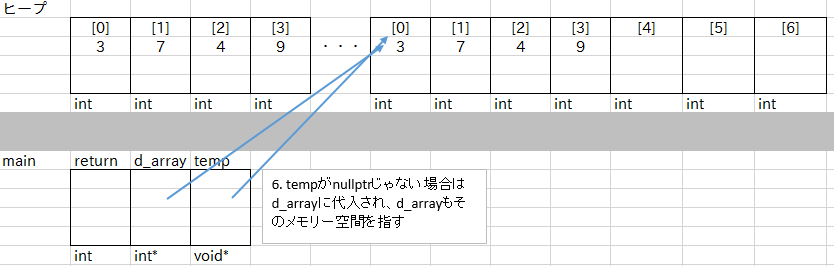 ヒープ
[0] [1] [2] [3] [0] [1] [2] [3] [4] [5] [6]
3 7 4 9 ・・・ 3 7 4 9
int int int int int int int int int int int
main return d_array temp
6. tempがnullptrじゃない場合は
d_arrayに代入され、d_arrayもそ
のメモリー空間を指す
int int* void*